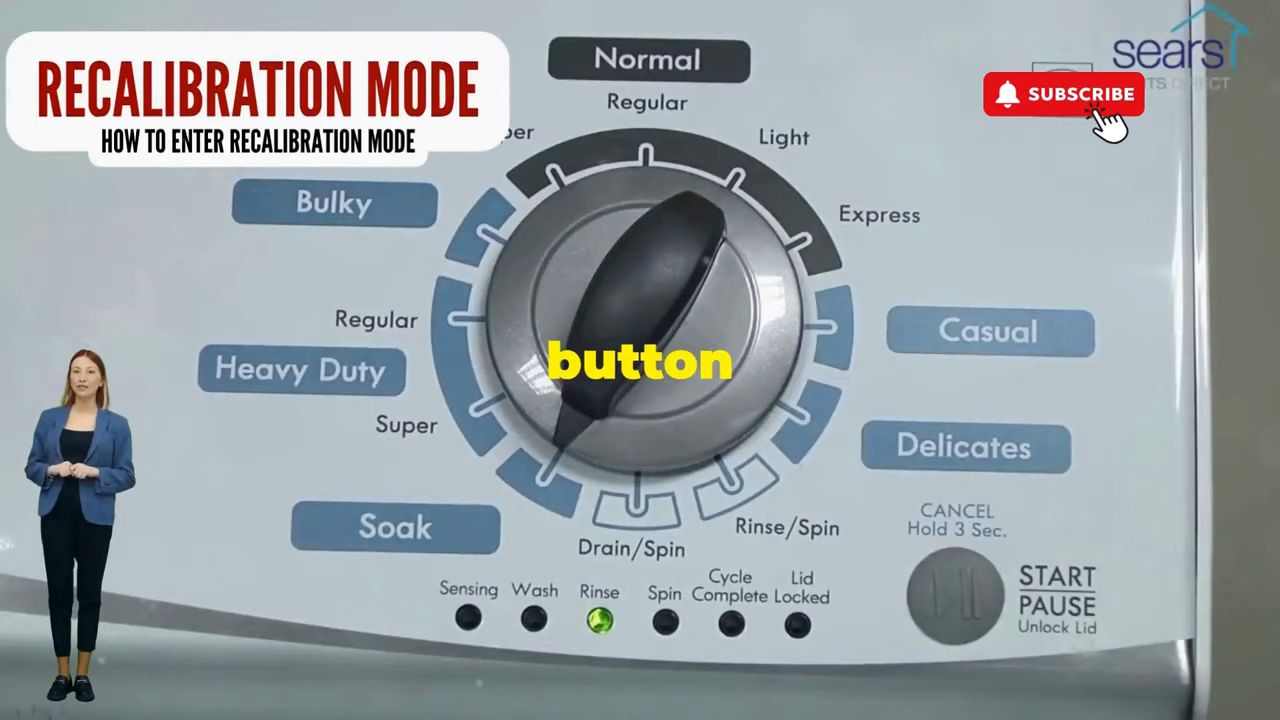 RECALIBRATION MODE
HOW TO ENTER RECALIBRATION MODE
sears
DIRECT
SUBSCRIBE
Normal
Regular
Light
Bulky
Express
Regular
Casual
Heavy Duty
button
Super
Delicates
Soak
CANCEL
Hold 3 Sec.
Rinse/Spin
Drain/Spin
Sensing
Wash
Rinse
Spin
Cycle
Complete
Lid
Locked
START
PAUSE
Unlock Lid